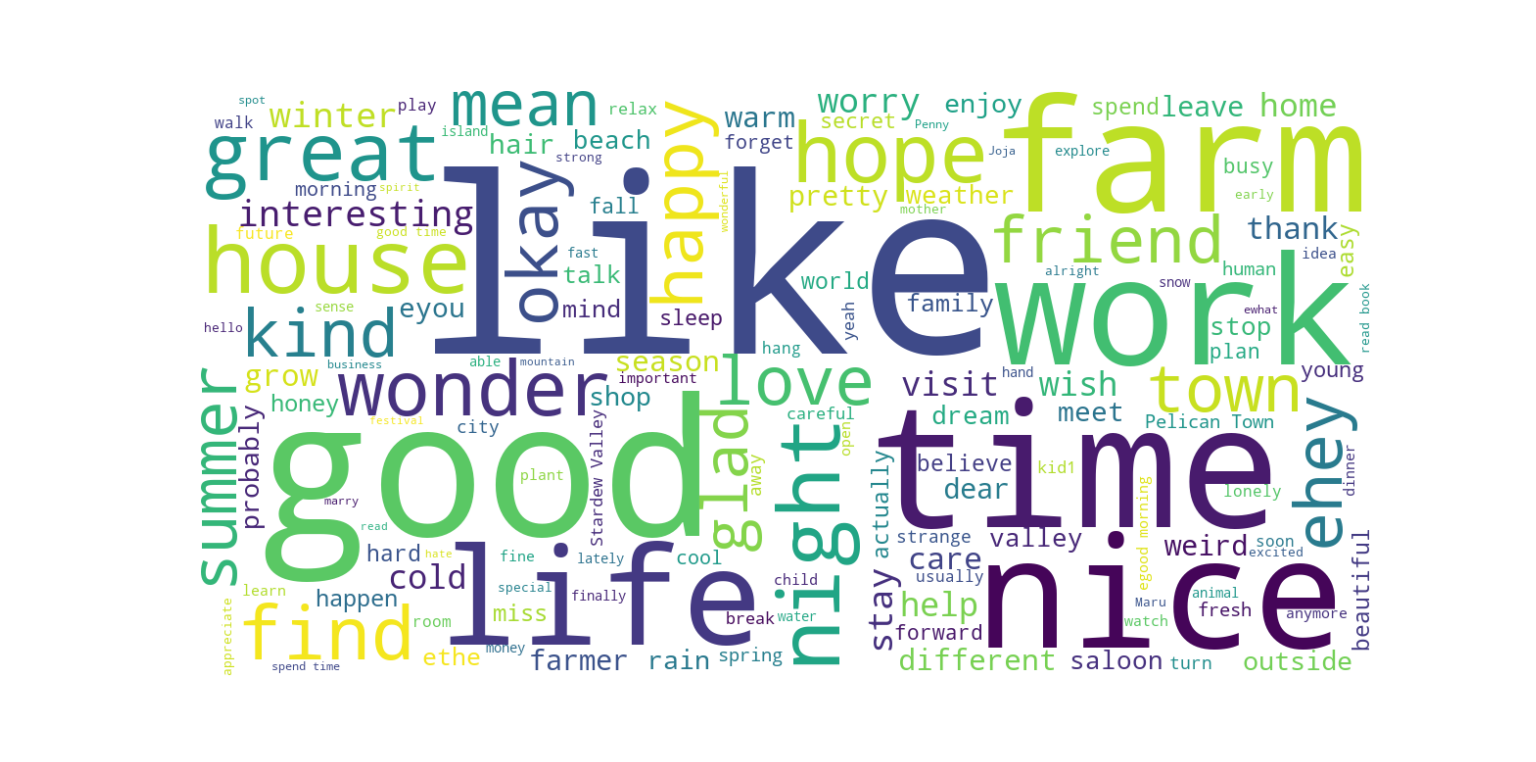 like
good
farm
time
nice
work
life
house
great
hope
wonder
find
mean
kind
okay
happy
friend
town
night
love
glad
summer
ehey
winter
interesting
worry
enjoy
spend
leave
home
warm
secret
Penny
forget
beach
hair
relax
play
spot
walk
island
strong
morning
spirit
future
good time
fall
fast
talk
mind
sleep
wonderful
pretty
weather
mother
Joja
explore
busy
early
thank
easy
idea
human
alright
snow
ewhat
read book
world
yeah
family
stop
plan
young
sense
hello
eyou
business
able
mountain
season
important
hang
grow
honey
shop
probably
festival
city
Stardew Valley
plant
marry
read
careful
open
away
visit
wish
hand
dream
meet
Pelican Town
believe
dear
kid1
lonely
dinner
actually
strange
valley
care
usually
egood morning
weird
soon
excited
beautiful
hard
hate
cold
fine
lately
cool
special
finally
child
miss
break
water
stay
help
forward
different
Maru
watch
animal
fresh
anymore
saloon
turn
outside
learn
happen
room
appreciate
ethe
money
farmer
rain
spring
spend time